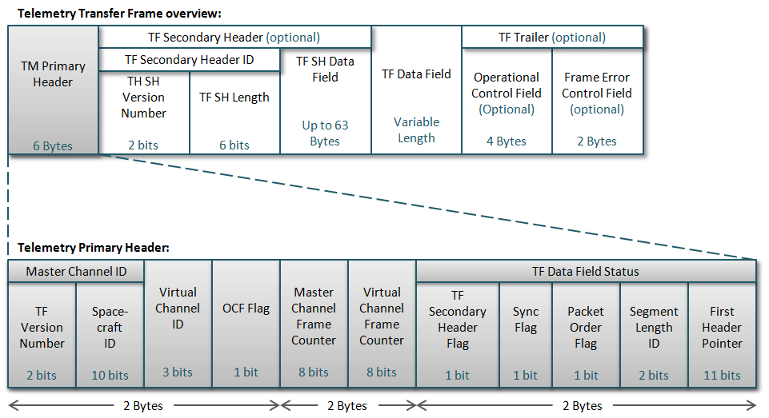 Telemetry Transfer Frame overview:
TM Primary
Header
6 Bytes
TF Secondary Header (optional)
TF Secondary Header ID
TH SH
Version
Number
2 bits
TF SH Length
6 bits
TF SH Data
Field
Up to 63
Bytes
TF Data Field
Variable
Length
TF Trailer (optional)
Operational
Control Field
(Optional)
4 Bytes
Frame Error
Control Field
(optional)
2 Bytes
Telemetry Primary Header:
Master Channel ID
TF
Version
Number
2 bits
Space-
craft
ID
10 bits
Virtual
Channel
ID
3 bits
OCF Flag
1 bit
Master
Channel
Frame
Counter
8 bits
Virtual
Channel
Frame
Counter
8 bits
TF Data Field Status
TF
Secondary
Header
Flag
1 bit
Sync
Flag
1 bit
Packet
Order
Flag
1 bit
Segment
Length
ID
2 bits
First
Header
Pointer
11 bits
2 Bytes
2 Bytes
2 Bytes